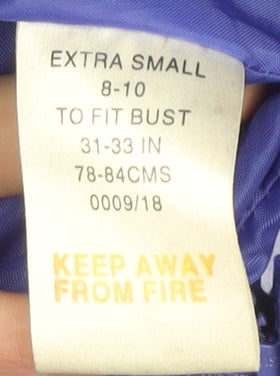 EXTRA SMALL
8-10
TO FIT BUST
31-33 IN
78-84CMS
0009/18
KEEP AWAY
FROM FIRE